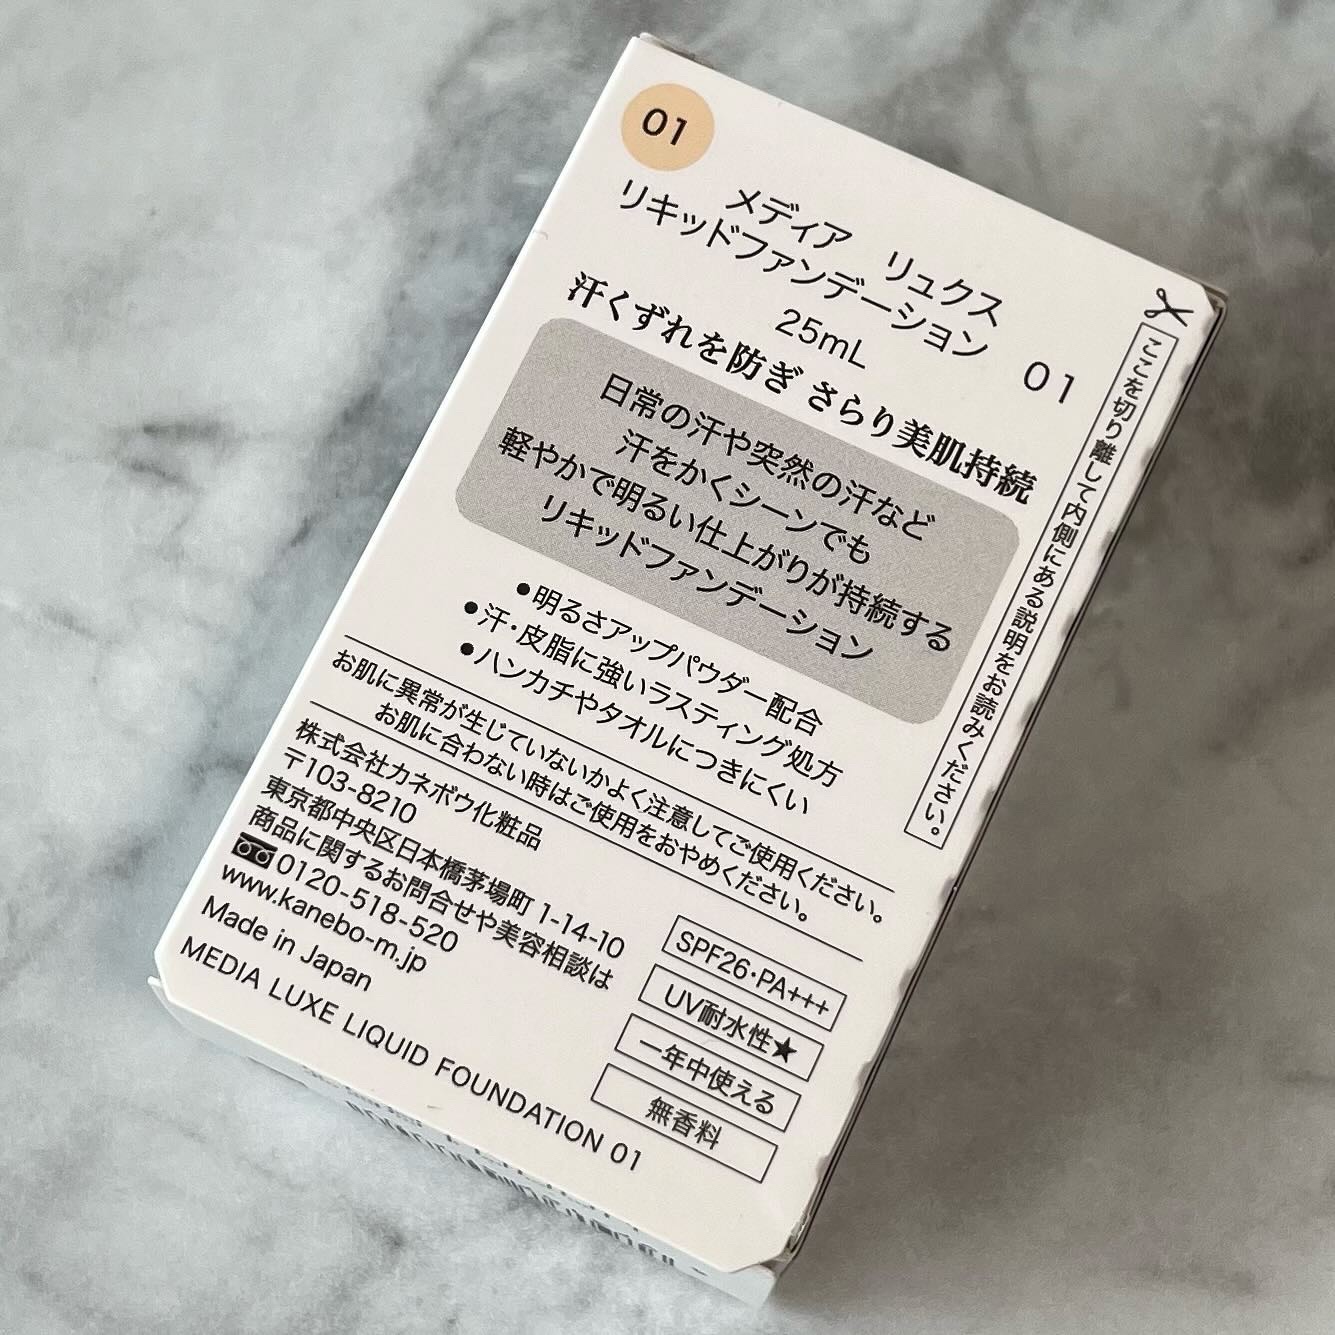 01
メディア リュクス
リキッドファンデーション 01
25mL
汗くずれを防ぎ さらり美肌持続
日常の汗や突然の汗など
汗をかくシーンでも
軽やかで明るい仕上がりが持続する
リキッドファンデーション
●明るさアップパウダー配合
●汗・皮脂に強いラスティング処方
●ハンカチやタオルにつきにくい
お肌に異常が生じていないかよく注意してご使用ください。
お肌に合わない時はご使用をおやめください。
株式会社カネボウ化粧品
〒103-8210
東京都中央区日本橋茅場町 1-14-10
商品に関するお問合せや美容相談は
0120-518-520
www.kanebo-m.jp
Made in Japan
MEDIA LUXE LIQUID FOUNDATION 01
SPF26・PA+++
UV耐水性★
一年中使える
無香料
ここを切り離して内側にある説明をお読みください。